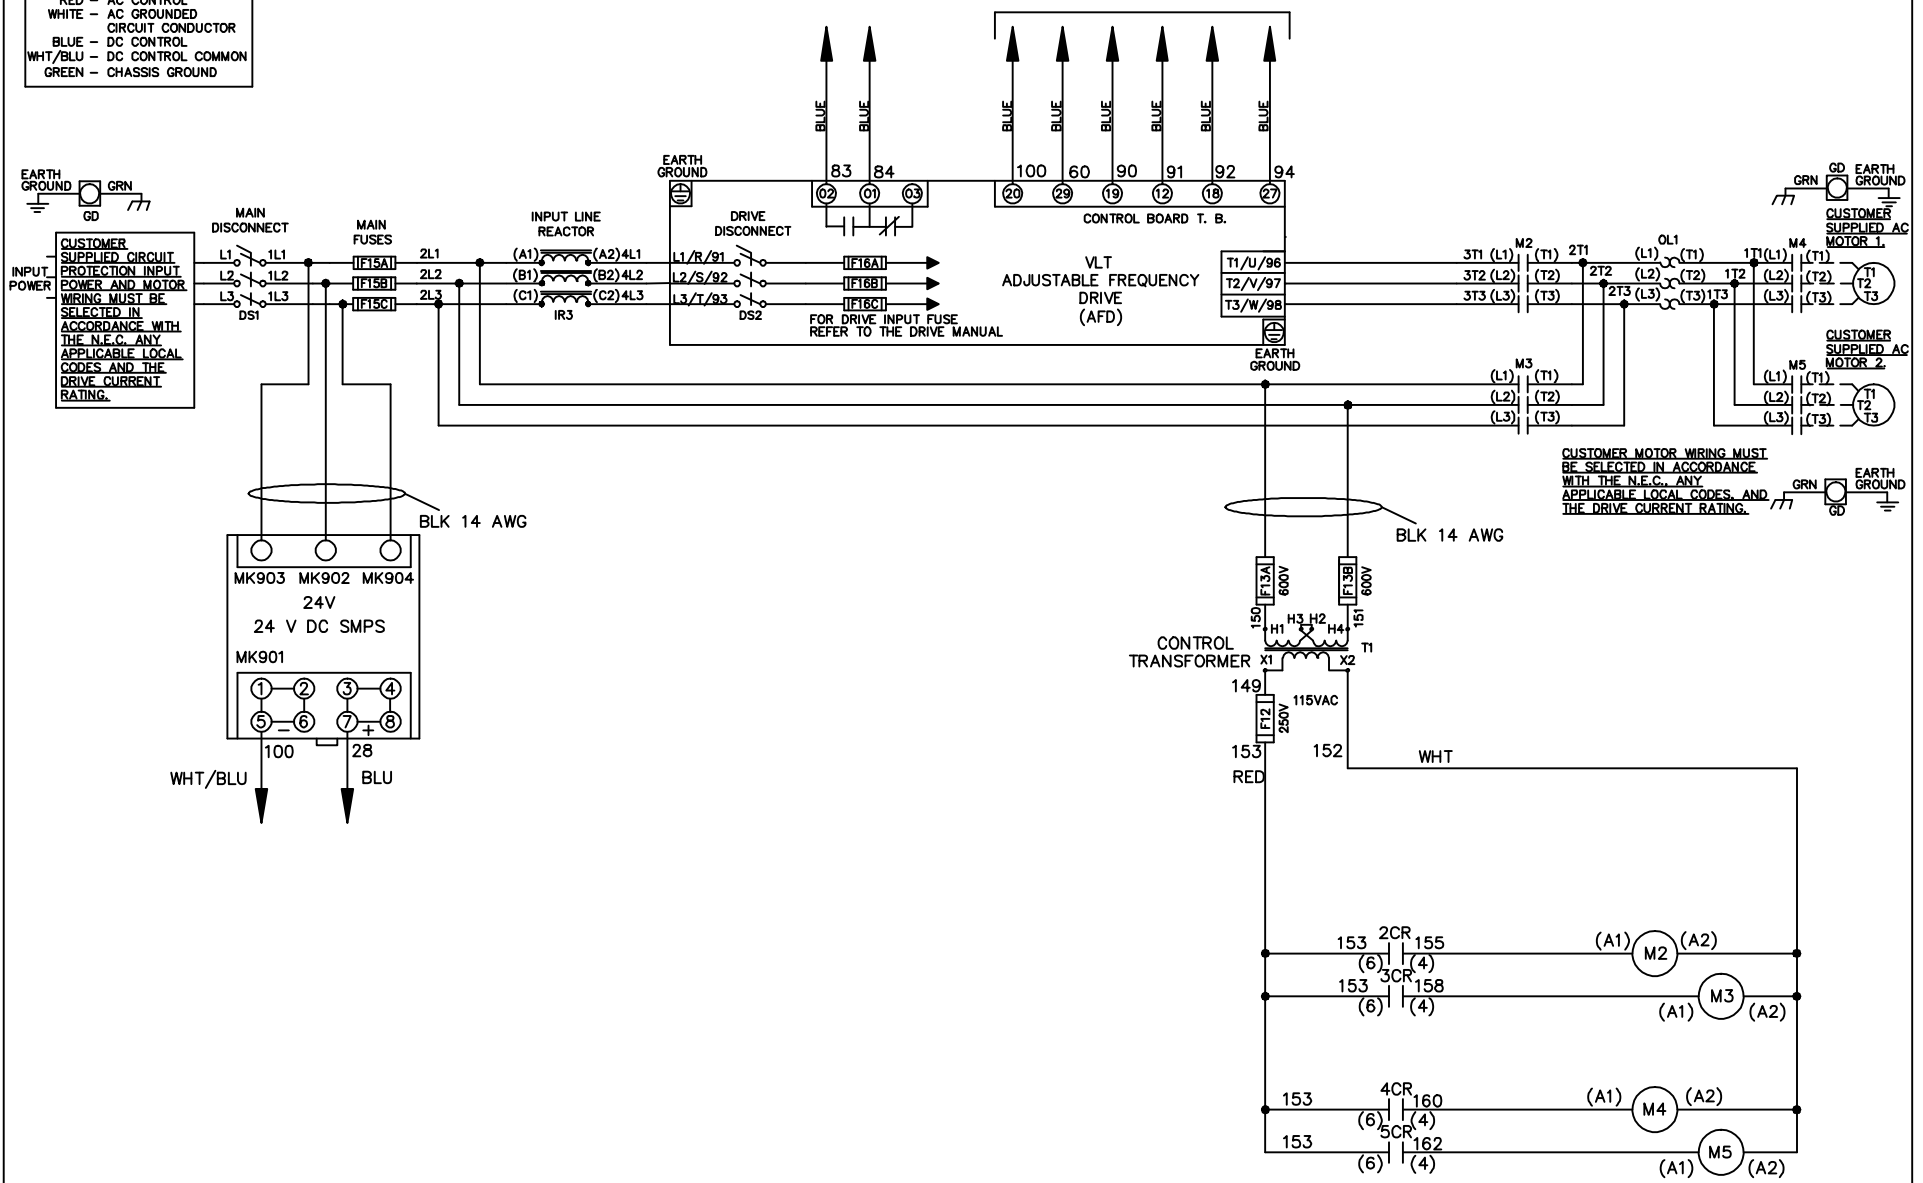 RED – AC CONTROL
WHITE – AC GROUNDED
CIRCUIT CONDUCTOR
BLUE – DC CONTROL
WHT/BLU – DC CONTROL COMMON
GREEN – CHASSIS GROUND
BLUE
BLUE
BLUE
BLUE
BLUE
BLUE
BLUE
BLUE
EARTH
GROUND
GRN
GD
EARTH
GROUND
83
84
100
60
90
91
92
94
02
01
03
20
29
19
12
18
27
CONTROL BOARD T. B.
GRN
GD
EARTH
GROUND
INPUT
POWER
CUSTOMER
SUPPLIED CIRCUIT
PROTECTION INPUT
POWER AND MOTOR
WIRING MUST BE
SELECTED IN
ACCORDANCE WITH
THE N.E.C. ANY
APPLICABLE LOCAL
CODES AND THE
DRIVE CURRENT
RATING.
MAIN
DISCONNECT
L1 1L1
L2 1L2
L3 1L3
DS1
MAIN
FUSES
F15A
F15B
F15C
2L1
2L2
2L3
INPUT LINE
REACTOR
(A1) (A2) 4L1
(B1) (B2) 4L2
(C1) (C2) 4L3
IR3
DRIVE
DISCONNECT
L1/R/91
L2/S/92
L3/T/93
DS2
F16A
F16B
F16C
FOR DRIVE INPUT FUSE
REFER TO THE DRIVE MANUAL
VLT
ADJUSTABLE FREQUENCY
DRIVE
(AFD)
T1/U/96
T2/V/97
T3/W/98
EARTH
GROUND
M2
3T1 (L1) (T1) 2T1
3T2 (L2) (T2) 2T2
3T3 (L3) (T3) 2T3
OL1
(L1) (T1) 1T1
(L2) (T2) 1T2
(L3) (T3) 1T3
M4
(L1) (T1)
(L2) (T2)
(L3) (T3)
T1
T2
T3
CUSTOMER
SUPPLIED AC
MOTOR 1.
M3
(L1) (T1)
(L2) (T2)
(L3) (T3)
M5
(L1) (T1)
(L2) (T2)
(L3) (T3)
T1
T2
T3
CUSTOMER
SUPPLIED AC
MOTOR 2.
CUSTOMER MOTOR WIRING MUST
BE SELECTED IN ACCORDANCE
WITH THE N.E.C., ANY
APPLICABLE LOCAL CODES, AND
THE DRIVE CURRENT RATING.
GRN
GD
EARTH
GROUND
BLK 14 AWG
MK903 MK902 MK904
24V
24 V DC SMPS
MK901
1 2 3 4
5 6 7 8
– +
100
28
WHT/BLU
BLU
BLK 14 AWG
F13A
600V
F13B
600V
150
151
H1 H3 H2 H4
T1
CONTROL
TRANSFORMER
X1 X2
149
115VAC
F12
250V
153
RED
152
WHT
2CR
153 155
(6) (4)
(A1) M2 (A2)
3CR
153 158
(6) (4)
(A1) M3 (A2)
4CR
153 160
(6) (4)
(A1) M4 (A2)
5CR
153 162
(6) (4)
(A1) M5 (A2)